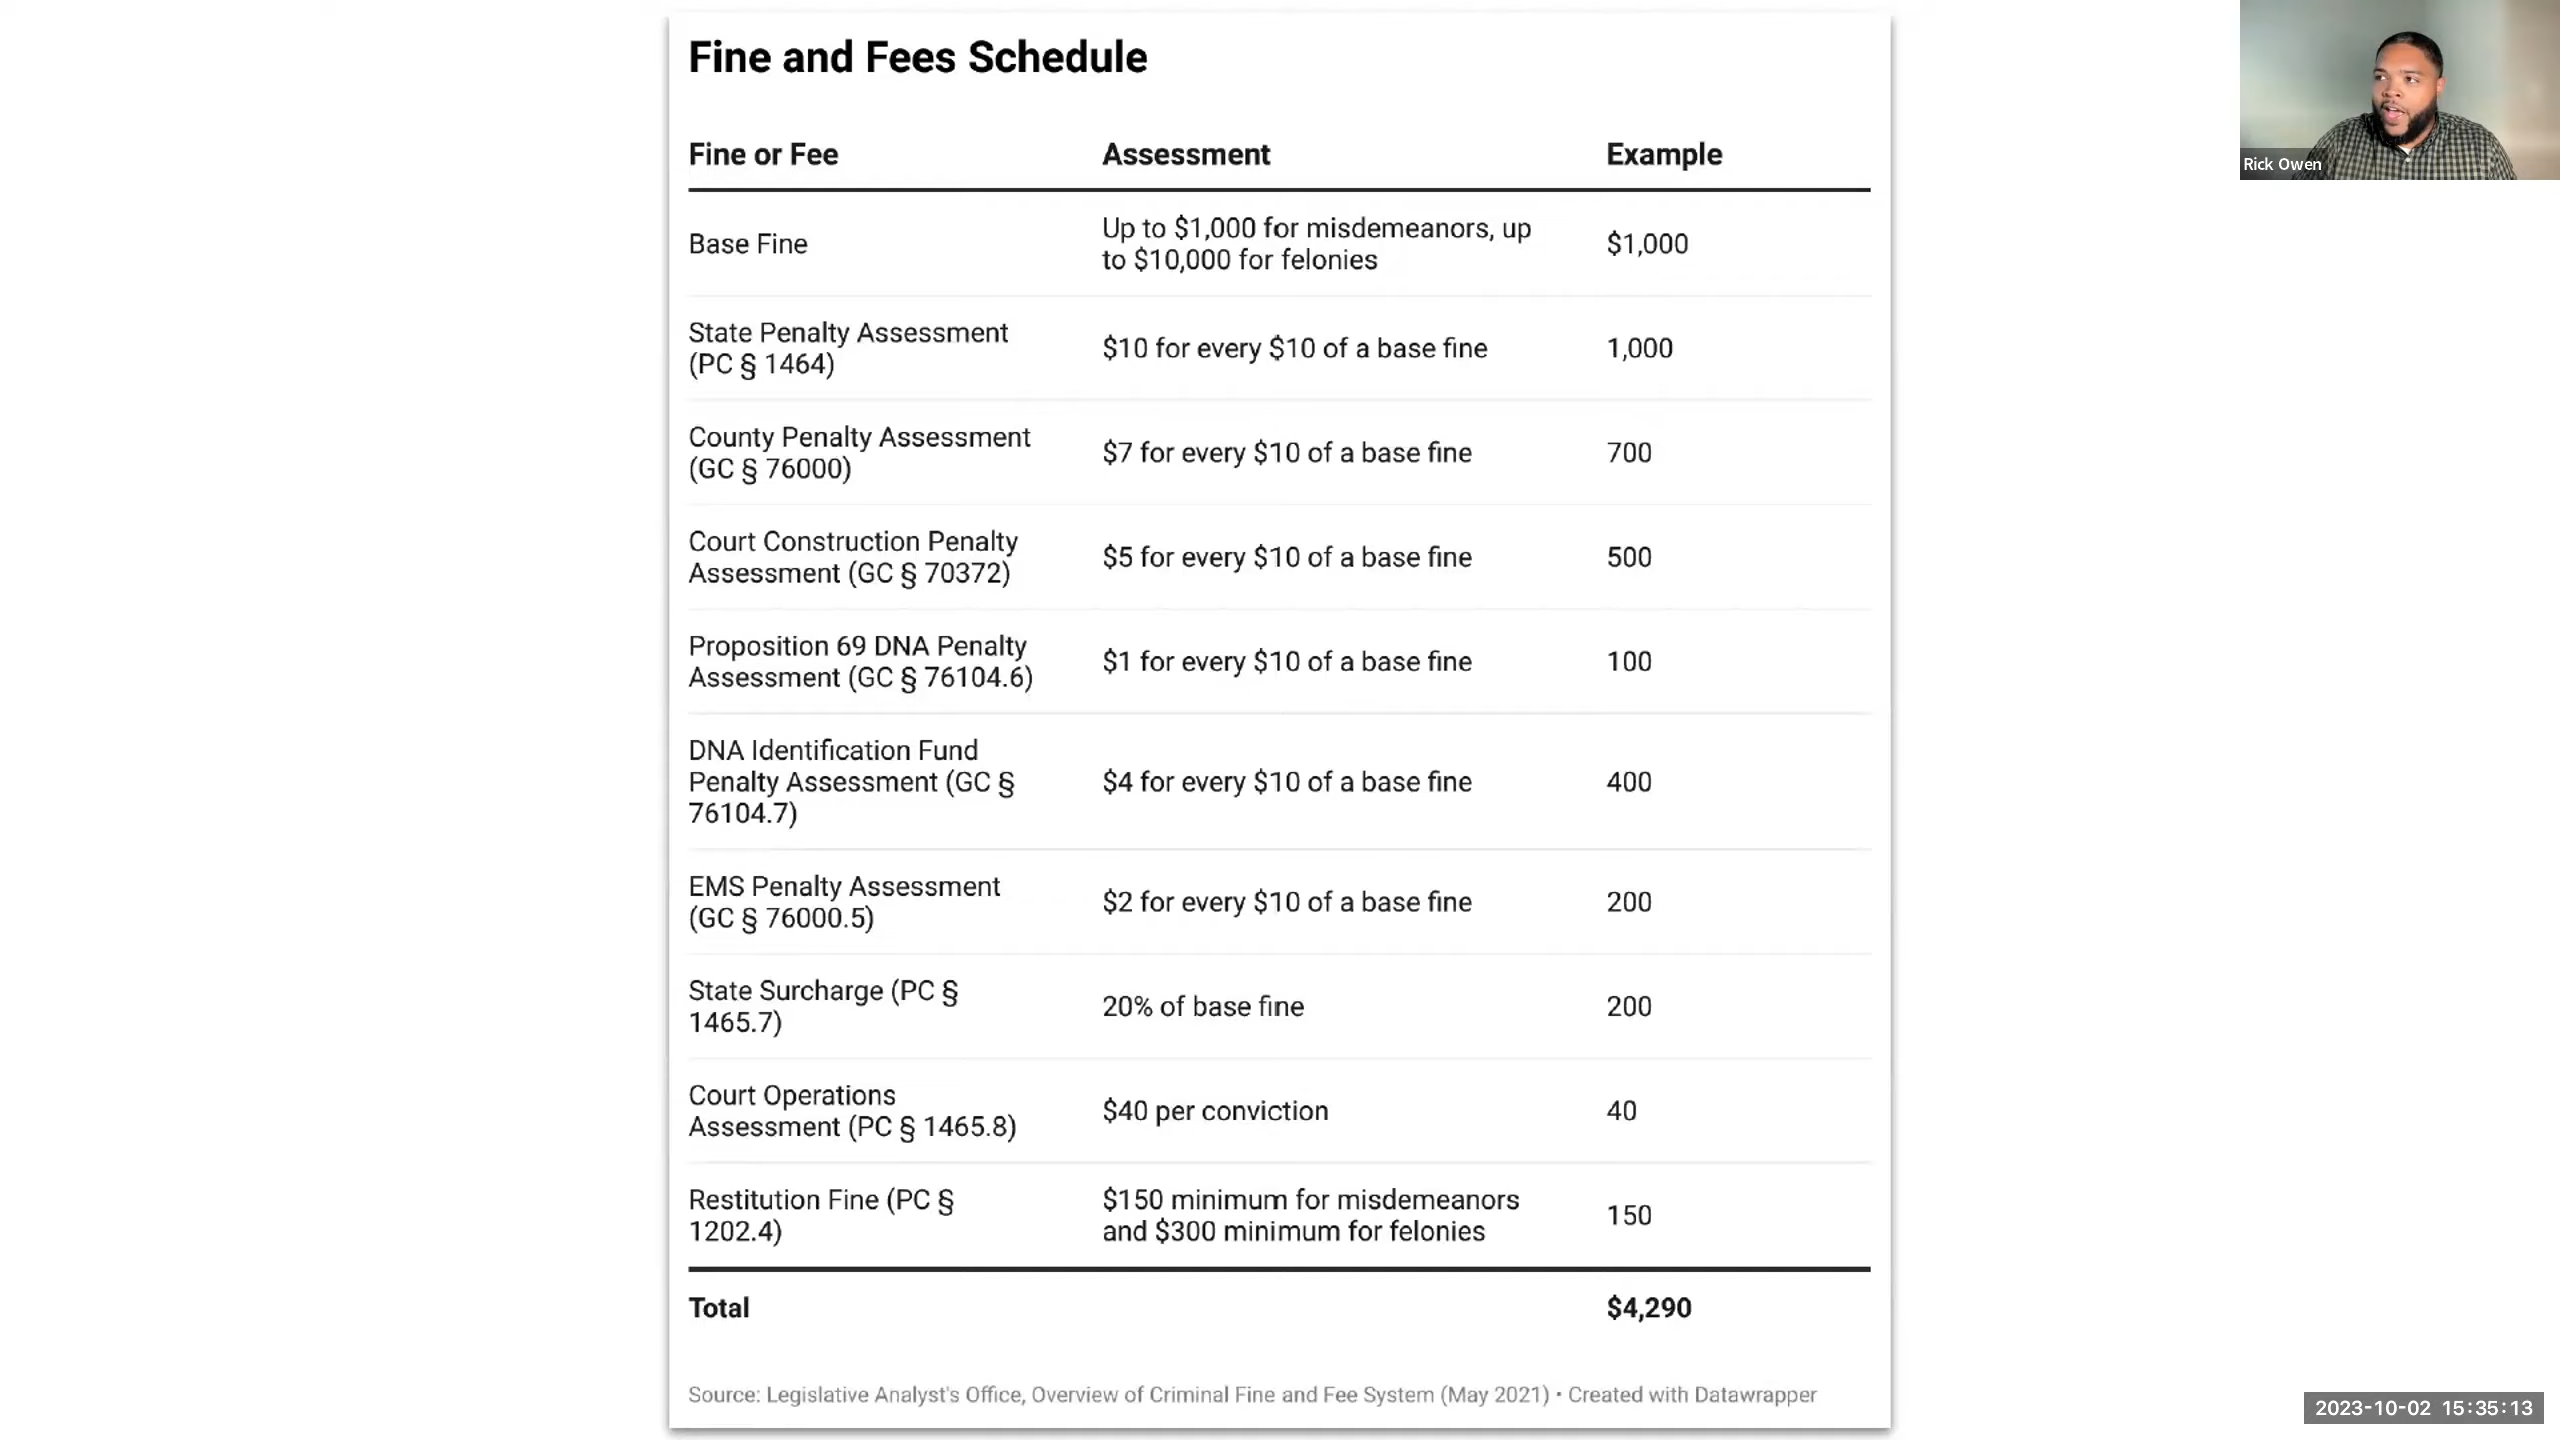 Fine and Fees Schedule
Fine or Fee Assessment Example
Base Fine
Up to $1,000 for misdemeanors, up
to $10,000 for felonies
$1,000
State Penalty Assessment
(PC § 1464)
$10 for every $10 of a base fine
1,000
County Penalty Assessment
(GC § 76000)
$7 for every $10 of a base fine
700
Court Construction Penalty
Assessment (GC § 70372)
$5 for every $10 of a base fine
500
Proposition 69 DNA Penalty
Assessment (GC § 76104.6)
$1 for every $10 of a base fine
100
DNA Identification Fund
Penalty Assessment (GC §
76104.7)
$4 for every $10 of a base fine
400
EMS Penalty Assessment
(GC § 76000.5)
$2 for every $10 of a base fine
200
State Surcharge (PC §
1465.7)
20% of base fine
200
Court Operations
Assessment (PC § 1465.8)
$40 per conviction
40
Restitution Fine (PC §
1202.4)
$150 minimum for misdemeanors
and $300 minimum for felonies
150
Total $4,290
Source: Legislative Analyst's Office, Overview of Criminal Fine and Fee System (May 2021) • Created with Datawrapper
Rick Owen
2023-10-02 15:35:13